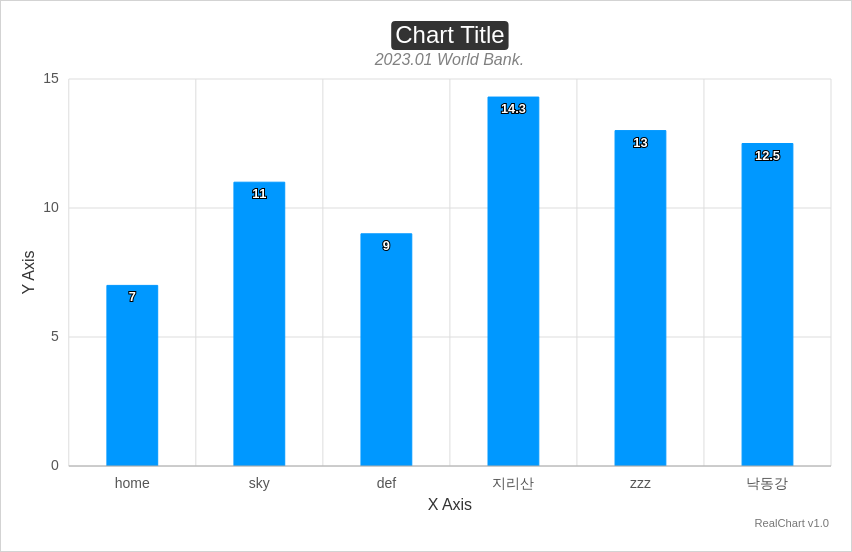 Chart Title
2023.01 World Bank.
15
10
5
0
Y Axis
7
11
9
14.3
13
12.5
home
sky
def
지리산
zzz
낙동강
X Axis
RealChart v1.0